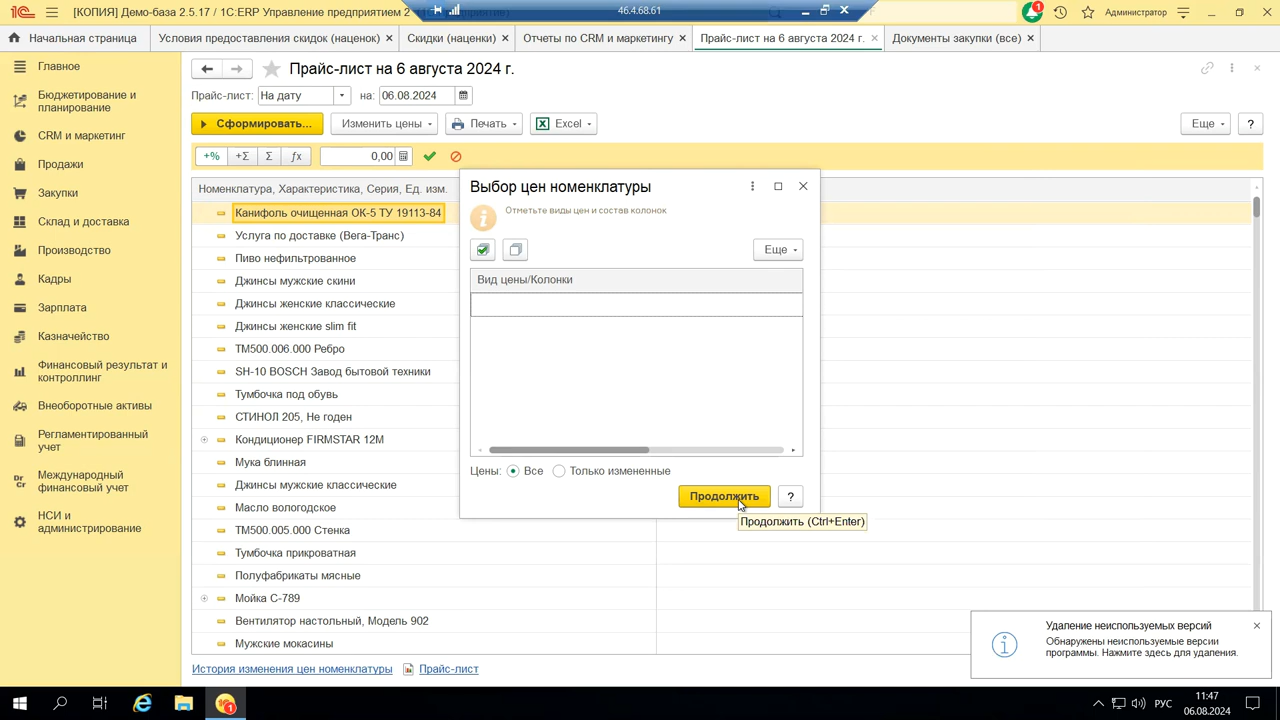 [КОПИЯ] Демо-база 2.5.17 / 1С:ERP Управление предприятием 2
46.4.68.61
1
Администратор
Начальная страница
Условия предоставления скидок (наценок)
Скидки (наценки)
Отчеты по CRM и маркетингу
Прайс-лист на 6 августа 2024 г.
Документы закупки (все)
Главное
Бюджетирование и
планирование
CRM и маркетинг
Продажи
Закупки
Склад и доставка
Производство
Кадры
Зарплата
Казначейство
Финансовый результат и
контроллинг
Внеоборотные активы
Регламентированный
учет
Международный
финансовый учет
НСИ и
администрирование
Прайс-лист на 6 августа 2024 г.
Прайс-лист: На дату на: 06.08.2024
Сформировать... Изменить цены Печать Excel Еще ?
+% +Σ Σ ƒx 0,00
Номенклатура, Характеристика, Серия, Ед. изм.
Канифоль очищенная ОК-5 ТУ 19113-84
Услуга по доставке (Вега-Транс)
Пиво нефильтрованное
Джинсы мужские скини
Джинсы женские классические
Джинсы женские slim fit
ТМ500.006.000 Ребро
SH-10 BOSCH Завод бытовой техники
Тумбочка под обувь
СТИНОЛ 205, Не годен
Кондиционер FIRMSTAR 12М
Мука блинная
Джинсы мужские классические
Масло вологодское
ТМ500.005.000 Стенка
Тумбочка прикроватная
Полуфабрикаты мясные
Мойка С-789
Вентилятор настольный, Модель 902
Мужские мокасины
История изменения цен номенклатуры Прайс-лист
Выбор цен номенклатуры
Отметьте виды цен и состав колонок
Еще
Вид цены/Колонки
Цены: Все Только измененные
Продолжить ?
Продолжить (Ctrl+Enter)
Удаление неиспользуемых версий
Обнаружены неиспользуемые версии
программы. Нажмите здесь для удаления.
РУС
11:47
06.08.2024